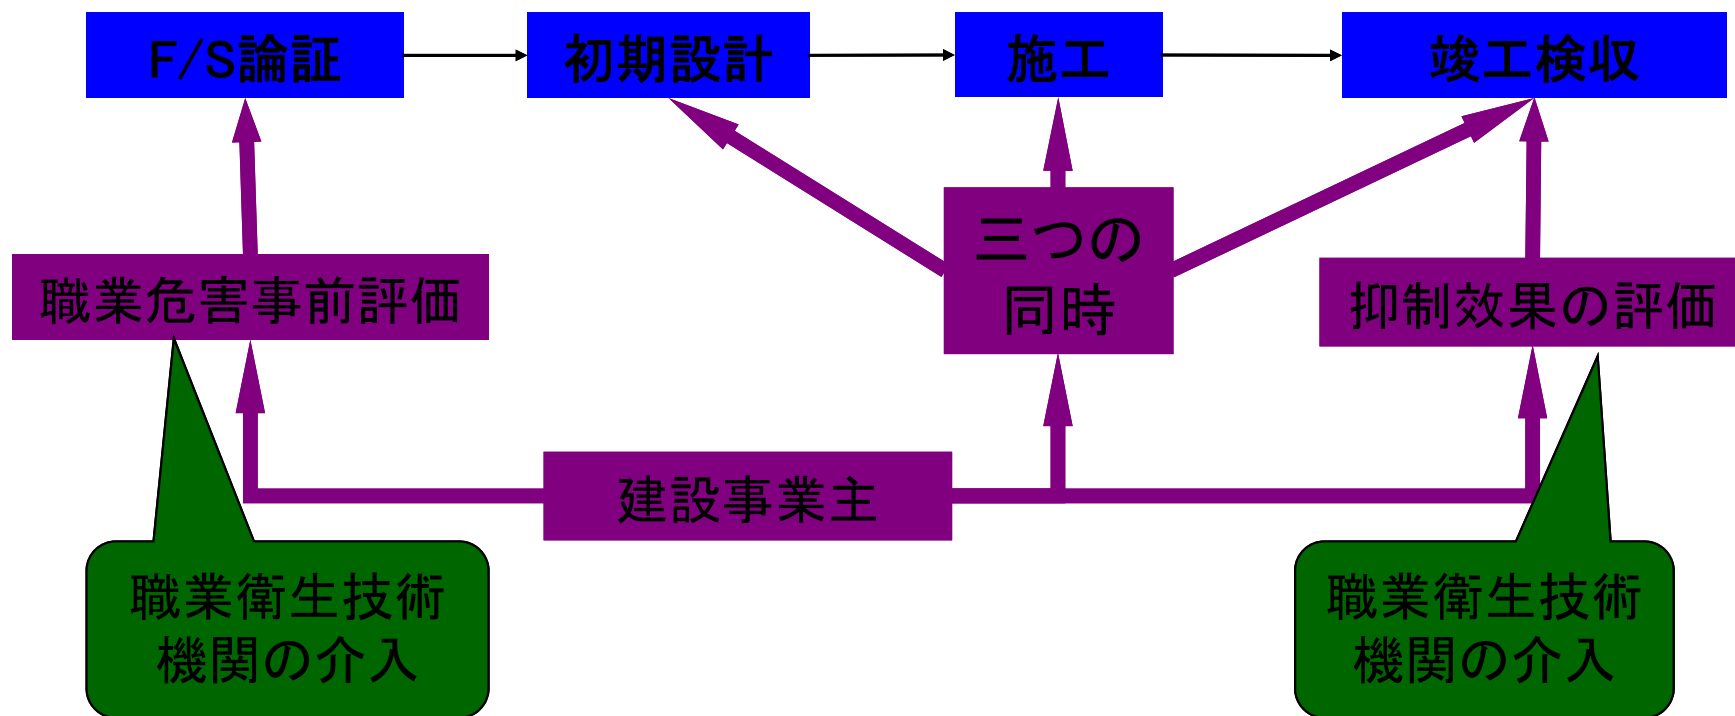 F/S論証
初期設計
施工
竣工検収
三つの
同時
職業危害事前評価
抑制効果の評価
建設事業主
職業衛生技術
機関の介入
職業衛生技術
機関の介入